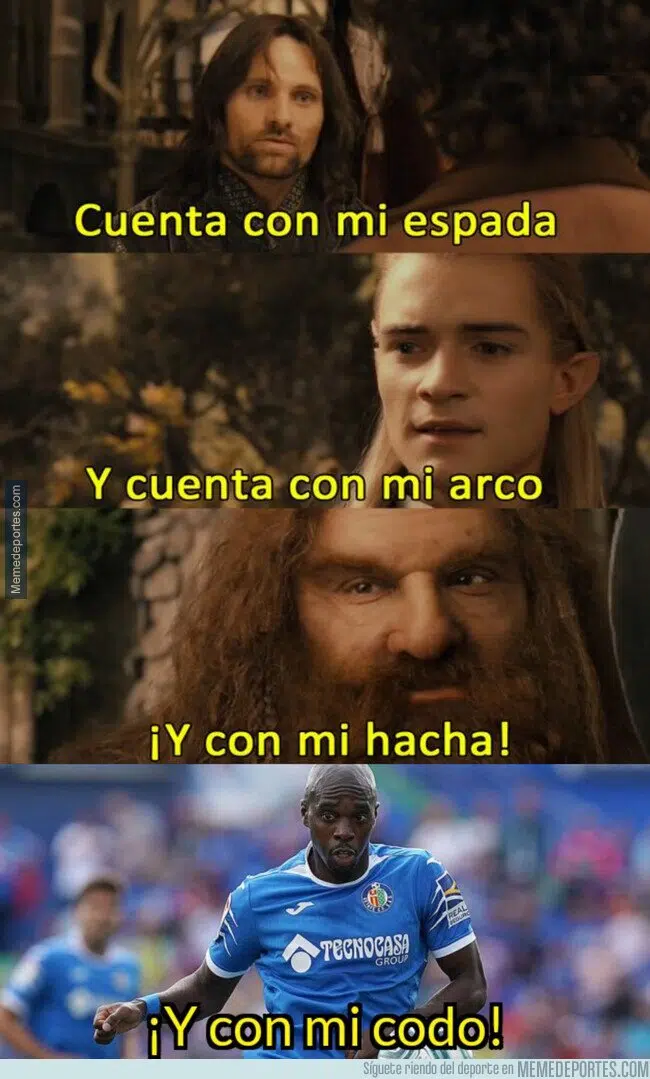 Cuenta con mi espada
Y cuenta con mi arco
Memedeportes.com
¡Y con mi hacha!
TECNOCASA
GROUP
¡Y con mi codo!
Síguete riendo del deporte en MEMEDEPORTES.COM